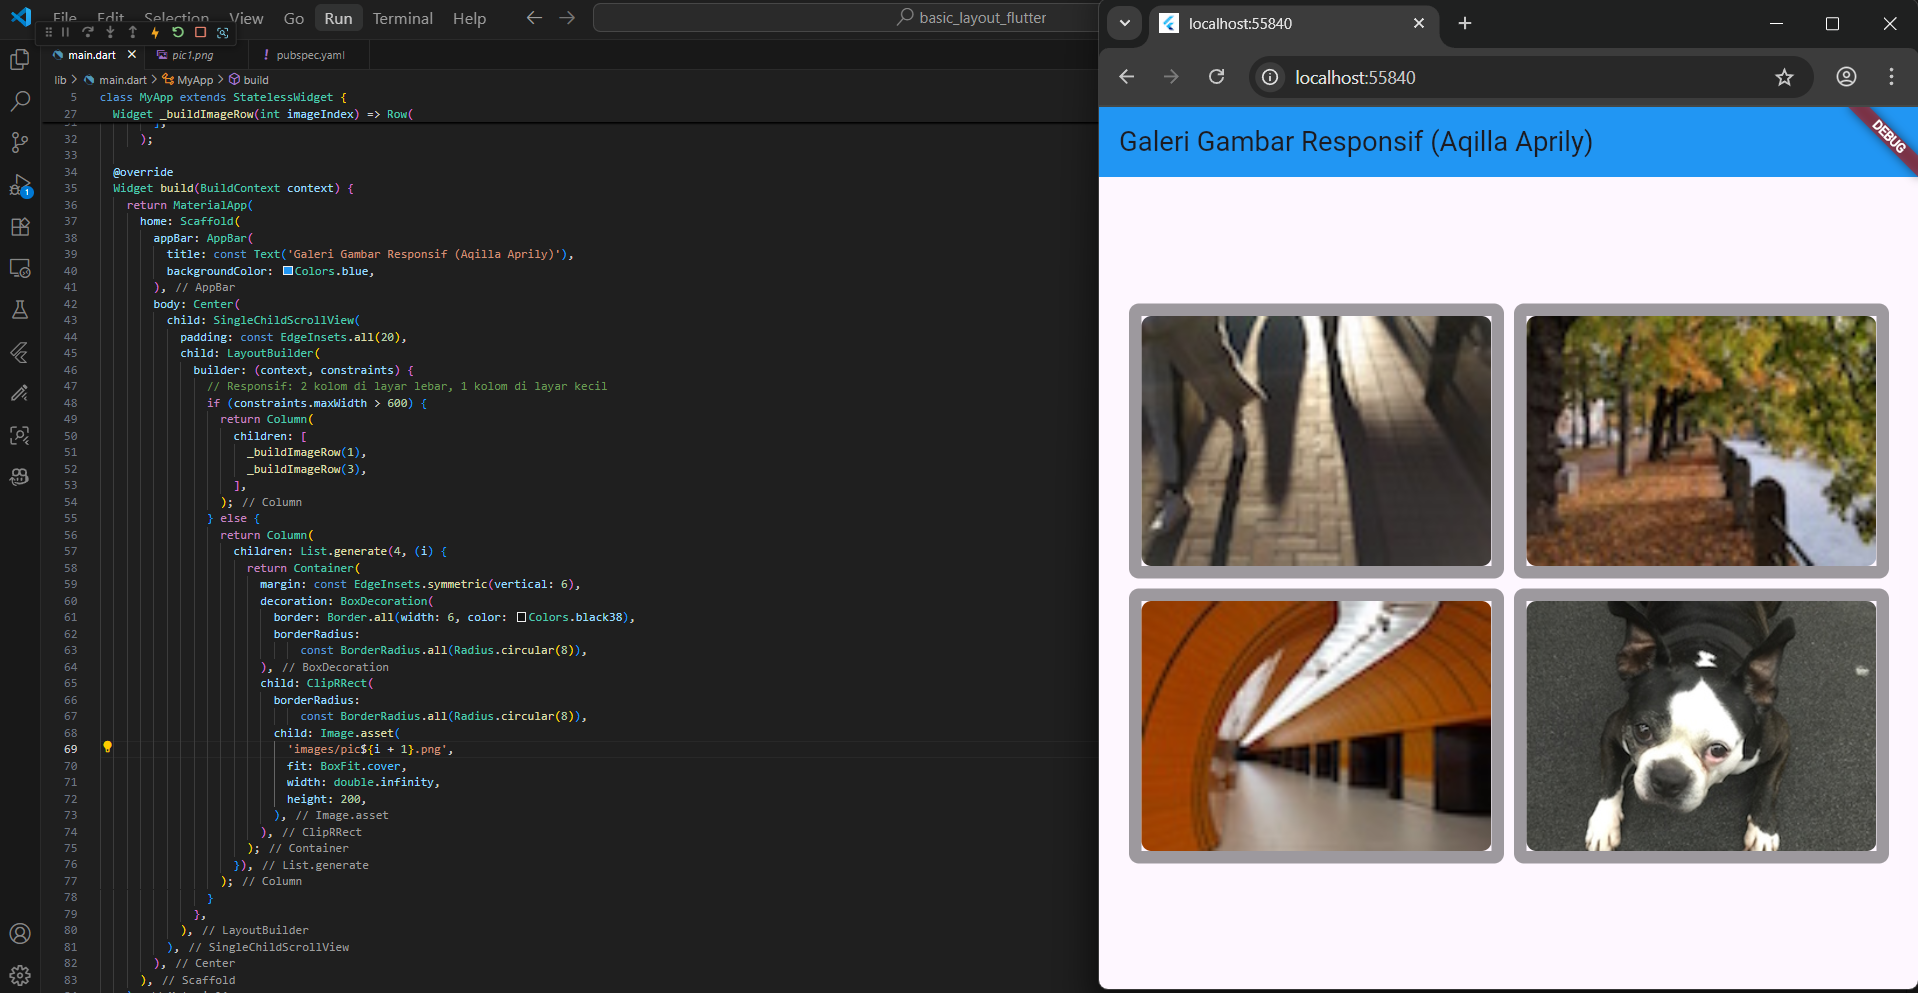 File Edit Selection View Go Run Terminal Help
basic_layout_flutter
main.dart
pic1.png
! pubspec.yaml
lib > main.dart > MyApp > build
5 class MyApp extends StatelessWidget {
27 Widget _buildImageRow(int imageIndex) => Row(
32 );
33
34 @override
35 Widget build(BuildContext context) {
36 return MaterialApp(
37 home: Scaffold(
38 appBar: AppBar(
39 title: const Text('Galeri Gambar Responsif (Aqilla Aprily)'),
40 backgroundColor: Colors.blue,
41 ), // AppBar
42 body: Center(
43 child: SingleChildScrollView(
44 padding: const EdgeInsets.all(20),
45 child: LayoutBuilder(
46 builder: (context, constraints) {
47 // Responsif: 2 kolom di layar lebar, 1 kolom di layar kecil
48 if (constraints.maxWidth > 600) {
49 return Column(
50 children: [
51 _buildImageRow(1),
52 _buildImageRow(3),
53 ],
54 ); // Column
55 } else {
56 return Column(
57 children: List.generate(4, (i) {
58 return Container(
59 margin: const EdgeInsets.symmetric(vertical: 6),
60 decoration: BoxDecoration(
61 border: Border.all(width: 6, color: Colors.black38),
62 borderRadius:
63 const BorderRadius.all(Radius.circular(8)),
64 ), // BoxDecoration
65 child: ClipRRect(
66 borderRadius:
67 const BorderRadius.all(Radius.circular(8)),
68 child: Image.asset(
69 'images/pic${i + 1}.png',
70 fit: BoxFit.cover,
71 width: double.infinity,
72 height: 200,
73 ), // Image.asset
74 ), // ClipRRect
75 ); // Container
76 }), // List.generate
77 ); // Column
78 }
79 },
80 ), // LayoutBuilder
81 ), // SingleChildScrollView
82 ), // Center
83 ), // Scaffold
1
localhost:55840
localhost:55840
Galeri Gambar Responsif (Aqilla Aprily)
DEBUG